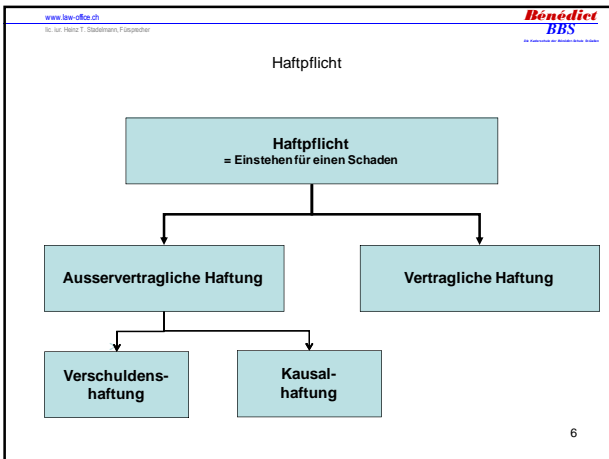 www.law-office.ch
lic. iur. Heinz T. Stadelmann, Fürsprecher
Bénédict
BBS
Haftpflicht
Haftpflicht
= Einstehen für einen Schaden
Ausservertragliche Haftung
Vertragliche Haftung
Verschuldens-
haftung
Kausal-
haftung
6